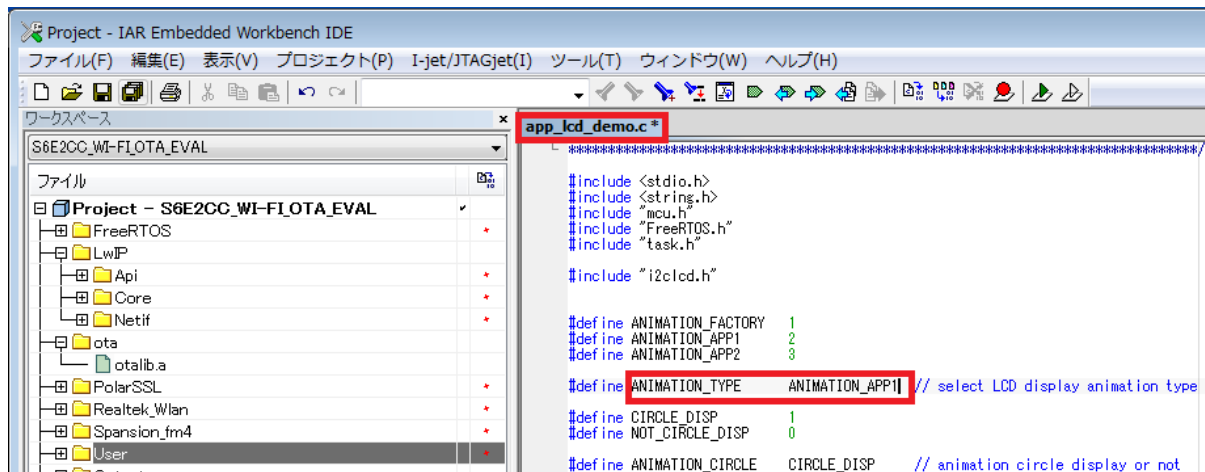 Project - IAR Embedded Workbench IDE
ファイル(F) 編集(E) 表示(V) プロジェクト(P) I-jet/JTAGjet(I) ツール(T) ウィンドウ(W) ヘルプ(H)
ワークスペース
S6E2CC_WI-FI_OTA_EVAL
ファイル
Project - S6E2CC_WI-FI_OTA_EVAL
FreeRTOS
LwIP
Api
Core
Netif
ota
otalib.a
PolarSSL
Realtek_Wlan
Spansion_fm4
User
app_lcd_demo.c *
#include <stdio.h>
#include <string.h>
#include "mcu.h"
#include "FreeRTOS.h"
#include "task.h"
#include "i2clcd.h"
#define ANIMATION_FACTORY 1
#define ANIMATION_APP1 2
#define ANIMATION_APP2 3
#define ANIMATION_TYPE ANIMATION_APP1 // select LCD display animation type
#define CIRCLE_DISP 1
#define NOT_CIRCLE_DISP 0
#define ANIMATION_CIRCLE CIRCLE_DISP // animation circle display or not